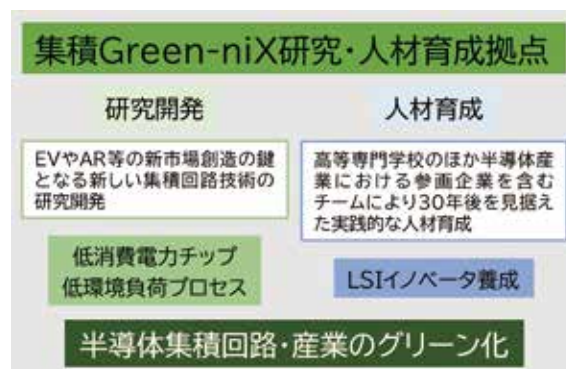 集積Green-niX研究・人材育成拠点
研究開発
EVやAR等の新市場創造の鍵
となる新しい集積回路技術の
研究開発
低消費電力チップ
低環境負荷プロセス
人材育成
高等専門学校のほか半導体産
業における参画企業を含む
チームにより30年後を見据え
た実践的な人材育成
LSIイノベータ養成
半導体集積回路・産業のグリーン化